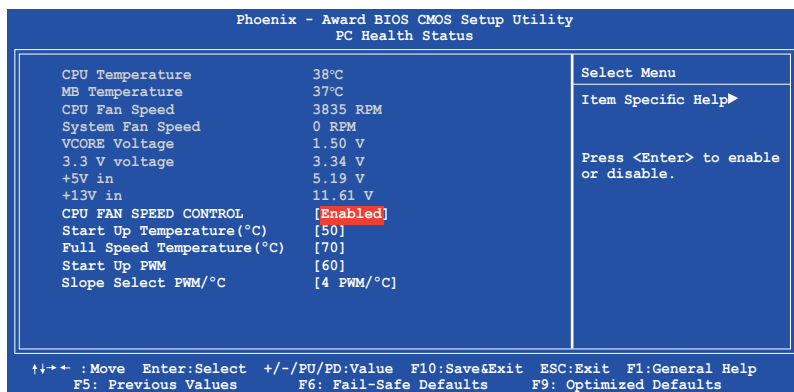 Phoenix - Award BIOS CMOS Setup Utility
PC Health Status
CPU Temperature 38°C
MB Temperature 37°C
CPU Fan Speed 3835 RPM
System Fan Speed 0 RPM
VCORE Voltage 1.50 V
3.3 V voltage 3.34 V
+5V in 5.19 V
+13V in 11.61 V
CPU FAN SPEED CONTROL [Enabled]
Start Up Temperature(°C) [50]
Full Speed Temperature(°C) [70]
Start Up PWM [60]
Slope Select PWM/°C [4 PWM/°C]
Select Menu
Item Specific Help▶
Press <Enter> to enable
or disable.
↑↓→← :Move Enter:Select +/-/PU/PD:Value F10:Save&Exit ESC:Exit F1:General Help
F5: Previous Values F6: Fail-Safe Defaults F9: Optimized Defaults